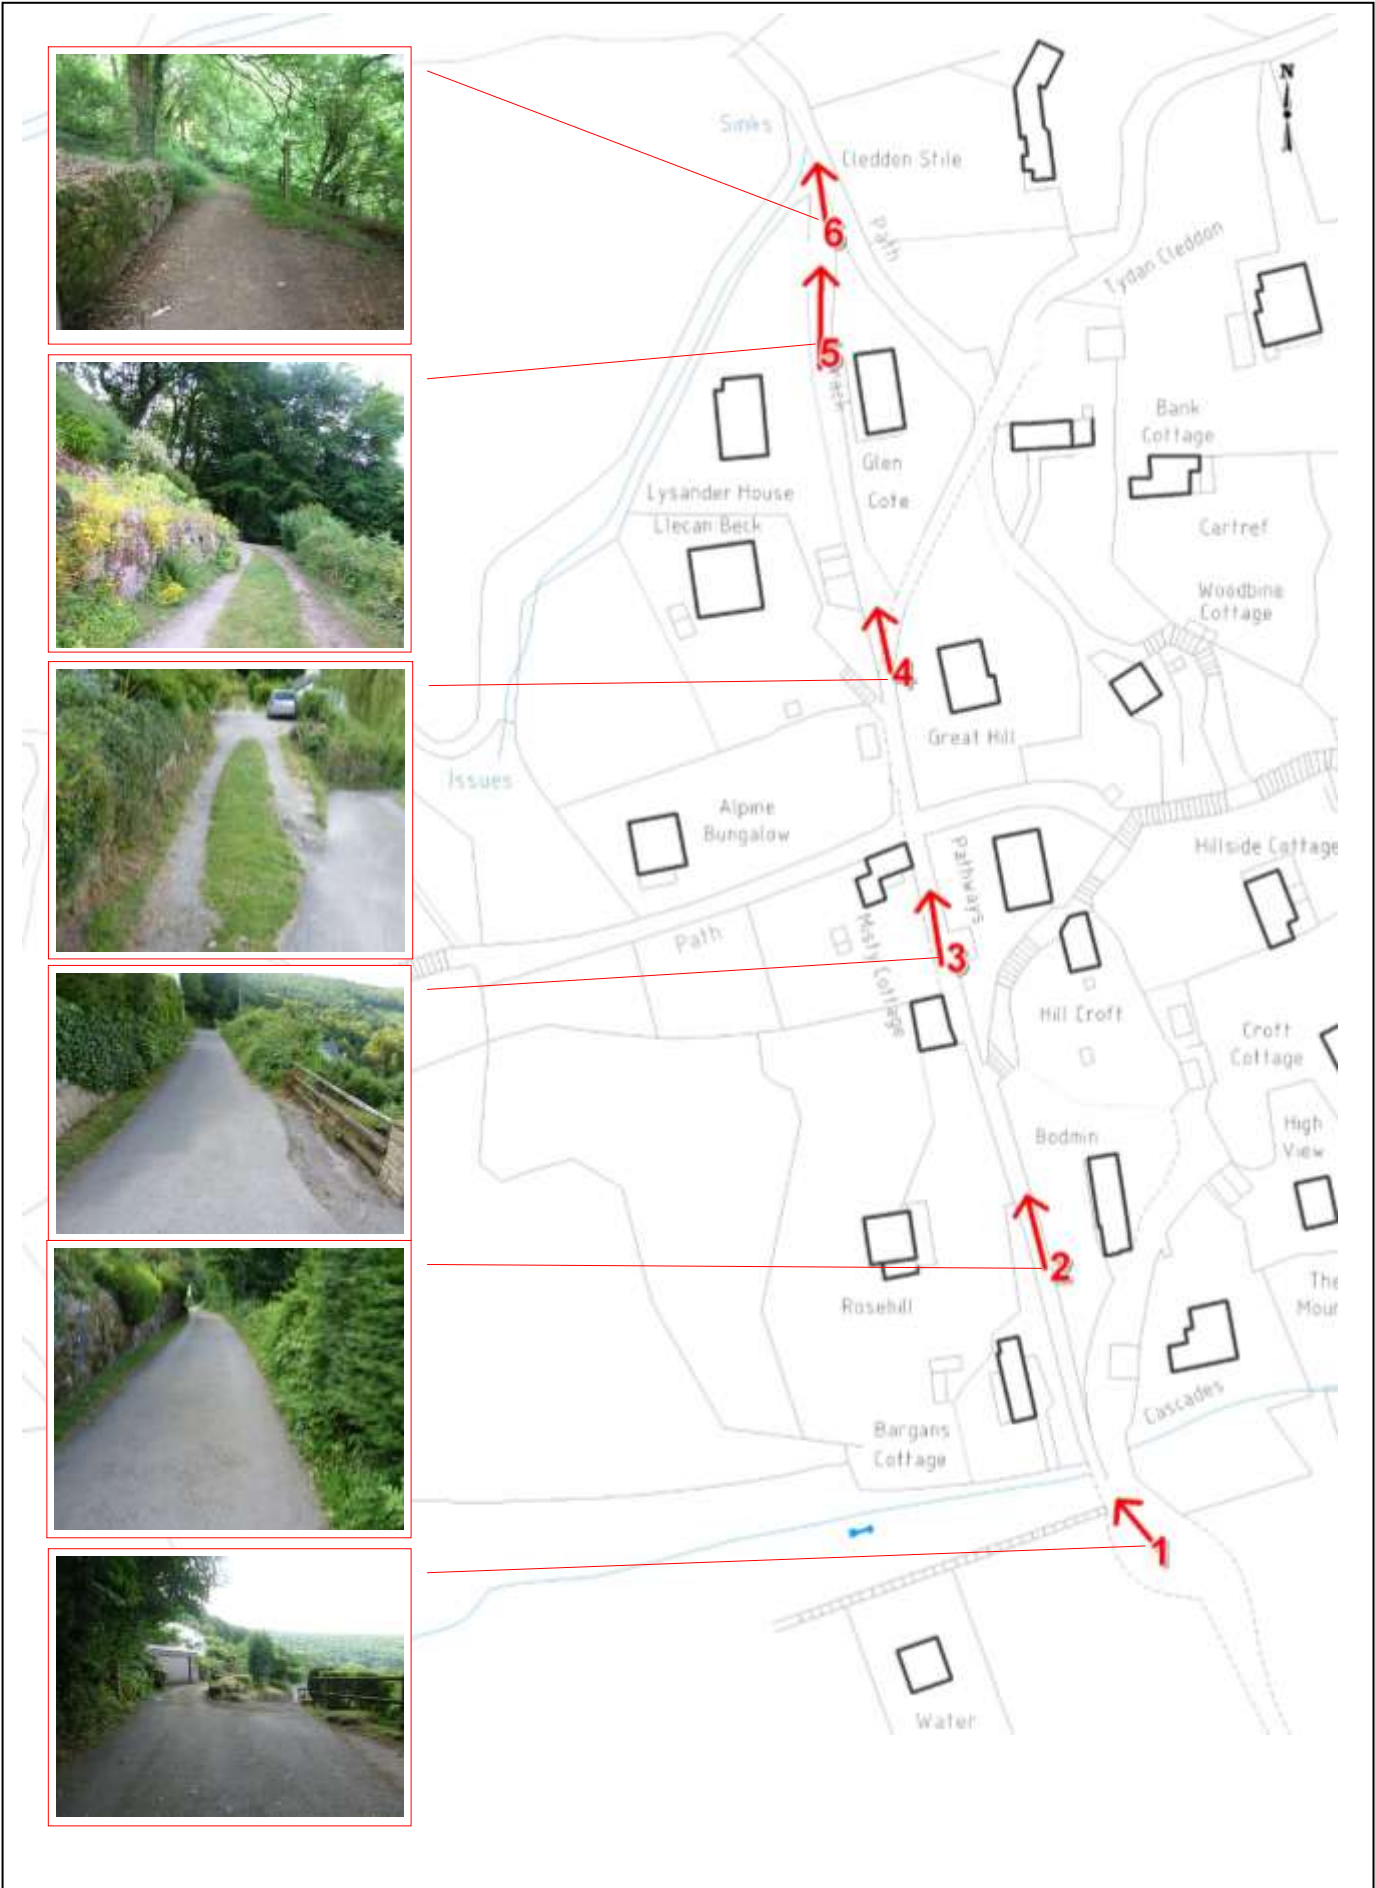 N
Sinks
Cleddon Stile
6
Path
Tydan Cleddon
5
Track
Bank
Cottage
Glen
Cote
Lysander House
Llecan Beck
Cartref
Woodbine
Cottage
4
Great Hill
Issues
Alpine
Bungalow
Hillside Cottage
Pathways
Misty Cottage
Path
3
Hill Croft
Croft
Cottage
Bodmin
High
View
2
Rosehill
The
Cascades
Bargans
Cottage
1
Water